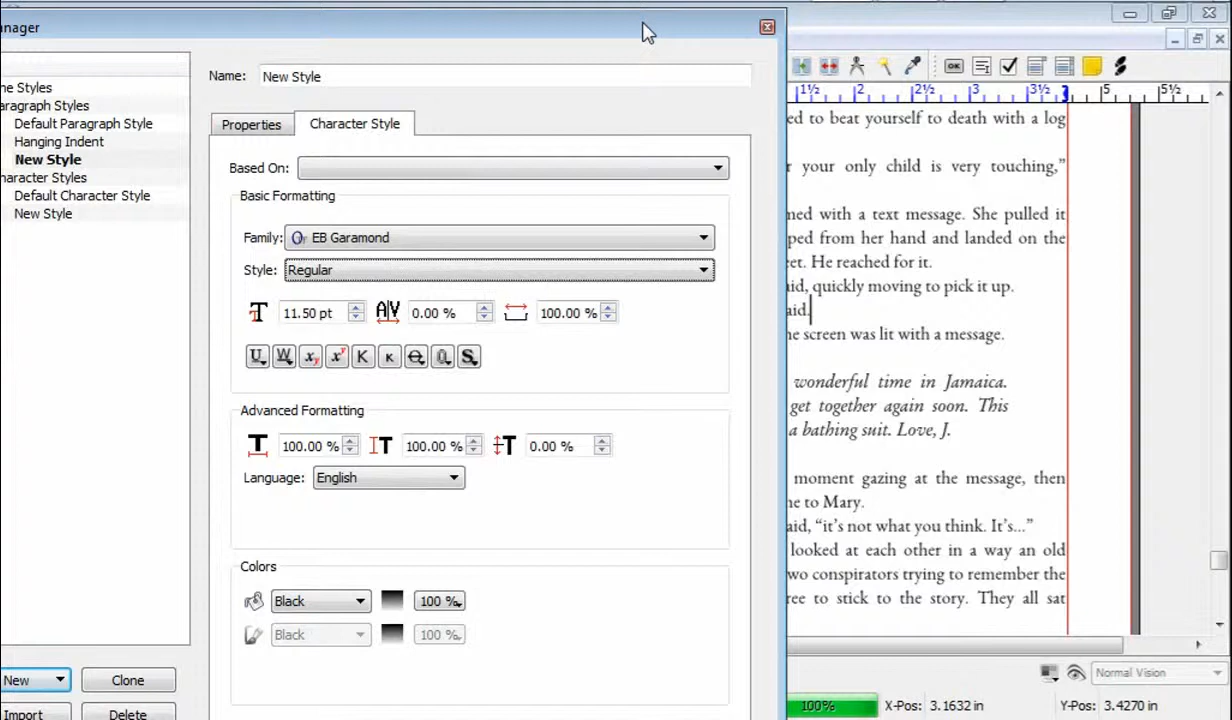 anager
ne Styles
aragraph Styles
Default Paragraph Style
Hanging Indent
New Style
haracter Styles
Default Character Style
New Style
New
Clone
Import
Delete
Name: New Style
Properties
Character Style
Based On:
Basic Formatting
Family: EB Garamond
Style: Regular
11.50 pt
0.00 %
100.00 %
Advanced Formatting
100.00 %
100.00 %
0.00 %
Language: English
Colors
Black
100 %
Black
100 %
OK
1½ 2 2½ 3 3½ 5 5½
ed to beat yourself to death with a log
r your only child is very touching,”
ned with a text message. She pulled it
ped from her hand and landed on the
eet. He reached for it.
aid, quickly moving to pick it up.
aid.
ne screen was lit with a message.
wonderful time in Jamaica.
get together again soon. This
a bathing suit. Love, J.
moment gazing at the message, then
ne to Mary.
aid, “it’s not what you think. It’s...”
looked at each other in a way an old
wo conspirators trying to remember the
ree to stick to the story. They all sat
Normal Vision
100%
X-Pos: 3.1632 in
Y-Pos: 3.4270 in